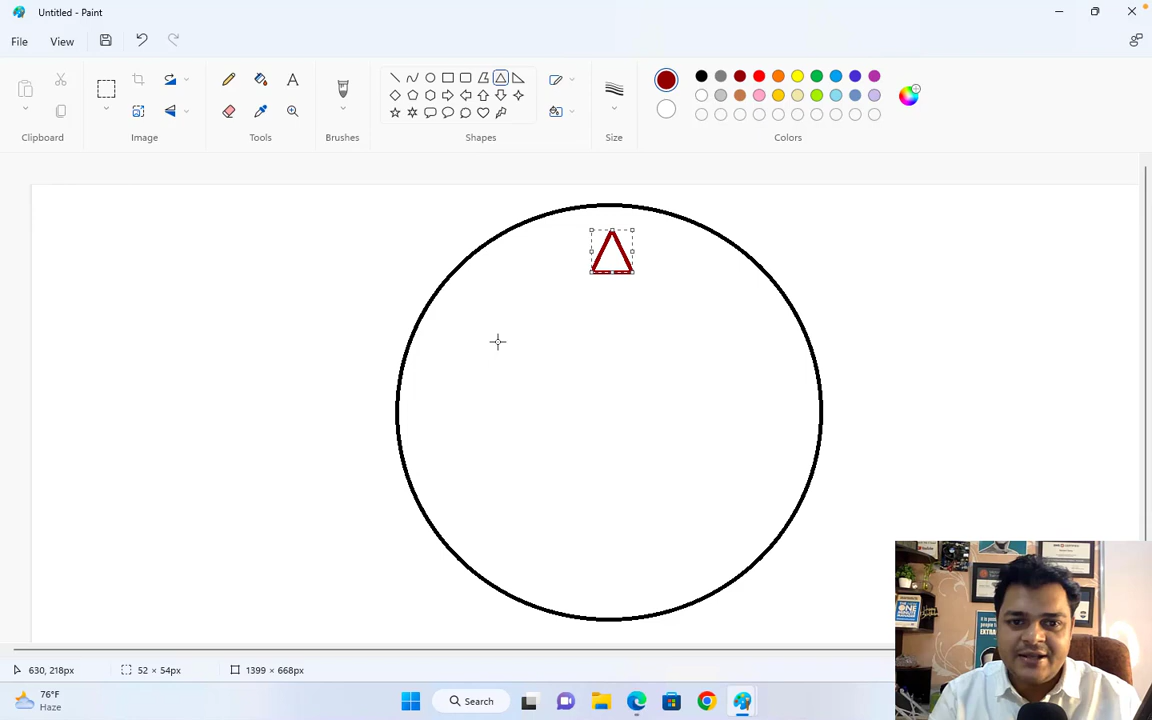 Untitled - Paint
File
View
Clipboard
Image
Tools
Brushes
Shapes
Size
Colors
630, 218px
52 × 54px
1399 × 668px
76°F
Haze
Search